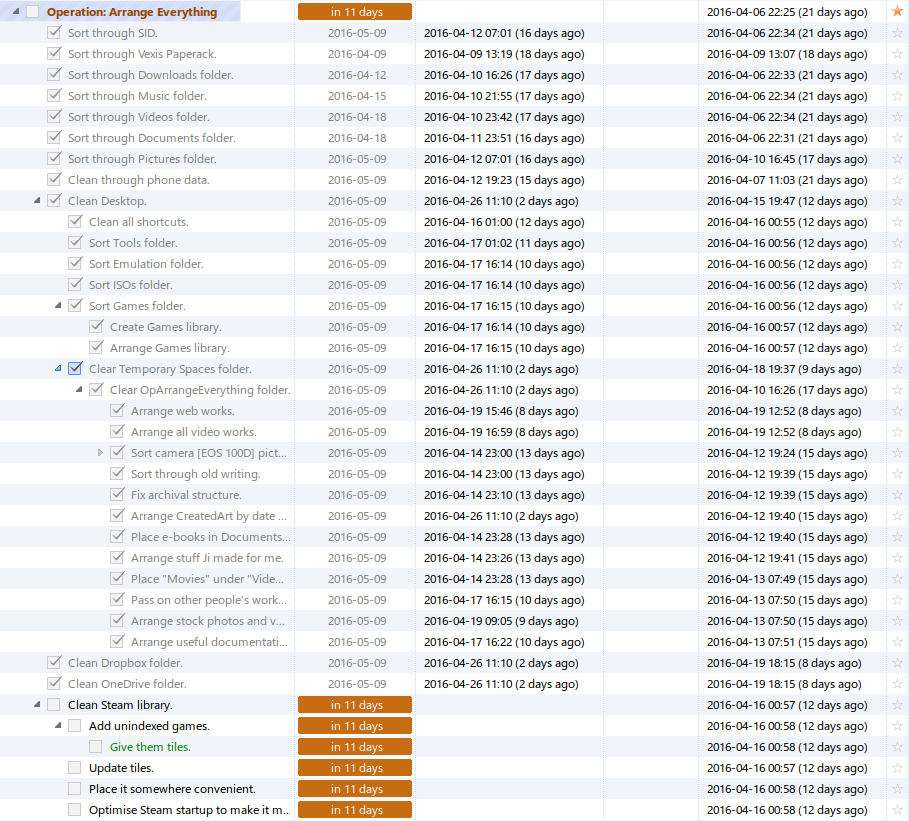 Operation: Arrange Everything in 11 days 2016-04-06 22:25 (21 days ago)
Sort through SID. 2016-05-09 2016-04-12 07:01 (16 days ago) 2016-04-06 22:34 (21 days ago)
Sort through Vexis Paperack. 2016-04-09 2016-04-09 13:19 (18 days ago) 2016-04-09 13:07 (18 days ago)
Sort through Downloads folder. 2016-04-12 2016-04-10 16:26 (17 days ago) 2016-04-06 22:33 (21 days ago)
Sort through Music folder. 2016-04-15 2016-04-10 21:55 (17 days ago) 2016-04-06 22:34 (21 days ago)
Sort through Videos folder. 2016-04-18 2016-04-10 23:42 (17 days ago) 2016-04-06 22:34 (21 days ago)
Sort through Documents folder. 2016-04-18 2016-04-11 23:51 (16 days ago) 2016-04-06 22:31 (21 days ago)
Sort through Pictures folder. 2016-05-09 2016-04-12 07:01 (16 days ago) 2016-04-10 16:45 (17 days ago)
Clean through phone data. 2016-05-09 2016-04-12 19:23 (15 days ago) 2016-04-07 11:03 (21 days ago)
Clean Desktop. 2016-05-09 2016-04-26 11:10 (2 days ago) 2016-04-15 19:47 (12 days ago)
Clean all shortcuts. 2016-05-09 2016-04-16 01:00 (12 days ago) 2016-04-16 00:55 (12 days ago)
Sort Tools folder. 2016-05-09 2016-04-17 01:02 (11 days ago) 2016-04-16 00:56 (12 days ago)
Sort Emulation folder. 2016-05-09 2016-04-17 16:14 (10 days ago) 2016-04-16 00:56 (12 days ago)
Sort ISOs folder. 2016-05-09 2016-04-17 16:14 (10 days ago) 2016-04-16 00:56 (12 days ago)
Sort Games folder. 2016-05-09 2016-04-17 16:15 (10 days ago) 2016-04-16 00:56 (12 days ago)
Create Games library. 2016-05-09 2016-04-17 16:14 (10 days ago) 2016-04-16 00:57 (12 days ago)
Arrange Games library. 2016-05-09 2016-04-17 16:15 (10 days ago) 2016-04-16 00:57 (12 days ago)
Clear Temporary Spaces folder. 2016-05-09 2016-04-26 11:10 (2 days ago) 2016-04-18 19:37 (9 days ago)
Clear OpArrangeEverything folder. 2016-05-09 2016-04-26 11:10 (2 days ago) 2016-04-10 16:26 (17 days ago)
Arrange web works. 2016-05-09 2016-04-19 15:46 (8 days ago) 2016-04-19 12:52 (8 days ago)
Arrange all video works. 2016-05-09 2016-04-19 16:59 (8 days ago) 2016-04-19 12:52 (8 days ago)
Sort camera [EOS 100D] pict... 2016-05-09 2016-04-14 23:00 (13 days ago) 2016-04-12 19:24 (15 days ago)
Sort through old writing. 2016-05-09 2016-04-14 23:00 (13 days ago) 2016-04-12 19:39 (15 days ago)
Fix archival structure. 2016-05-09 2016-04-14 23:10 (13 days ago) 2016-04-12 19:39 (15 days ago)
Arrange CreatedArt by date ... 2016-05-09 2016-04-26 11:10 (2 days ago) 2016-04-12 19:40 (15 days ago)
Place e-books in Documents... 2016-05-09 2016-04-14 23:28 (13 days ago) 2016-04-12 19:40 (15 days ago)
Arrange stuff Ji made for me. 2016-05-09 2016-04-14 23:26 (13 days ago) 2016-04-12 19:41 (15 days ago)
Place "Movies" under "Vide... 2016-05-09 2016-04-14 23:28 (13 days ago) 2016-04-13 07:49 (15 days ago)
Pass on other people's work... 2016-05-09 2016-04-17 16:15 (10 days ago) 2016-04-13 07:50 (15 days ago)
Arrange stock photos and v... 2016-05-09 2016-04-19 09:05 (9 days ago) 2016-04-13 07:50 (15 days ago)
Arrange useful documentati... 2016-05-09 2016-04-17 16:22 (10 days ago) 2016-04-13 07:51 (15 days ago)
Clean Dropbox folder. 2016-05-09 2016-04-26 11:10 (2 days ago) 2016-04-19 18:15 (8 days ago)
Clean OneDrive folder. 2016-05-09 2016-04-26 11:10 (2 days ago) 2016-04-19 18:15 (8 days ago)
Clean Steam library. in 11 days 2016-04-16 00:57 (12 days ago)
Add unindexed games. in 11 days 2016-04-16 00:58 (12 days ago)
Give them tiles. in 11 days 2016-04-16 00:58 (12 days ago)
Update tiles. in 11 days 2016-04-16 00:57 (12 days ago)
Place it somewhere convenient. in 11 days 2016-04-16 00:58 (12 days ago)
Optimise Steam startup to make it m... in 11 days 2016-04-16 00:58 (12 days ago)